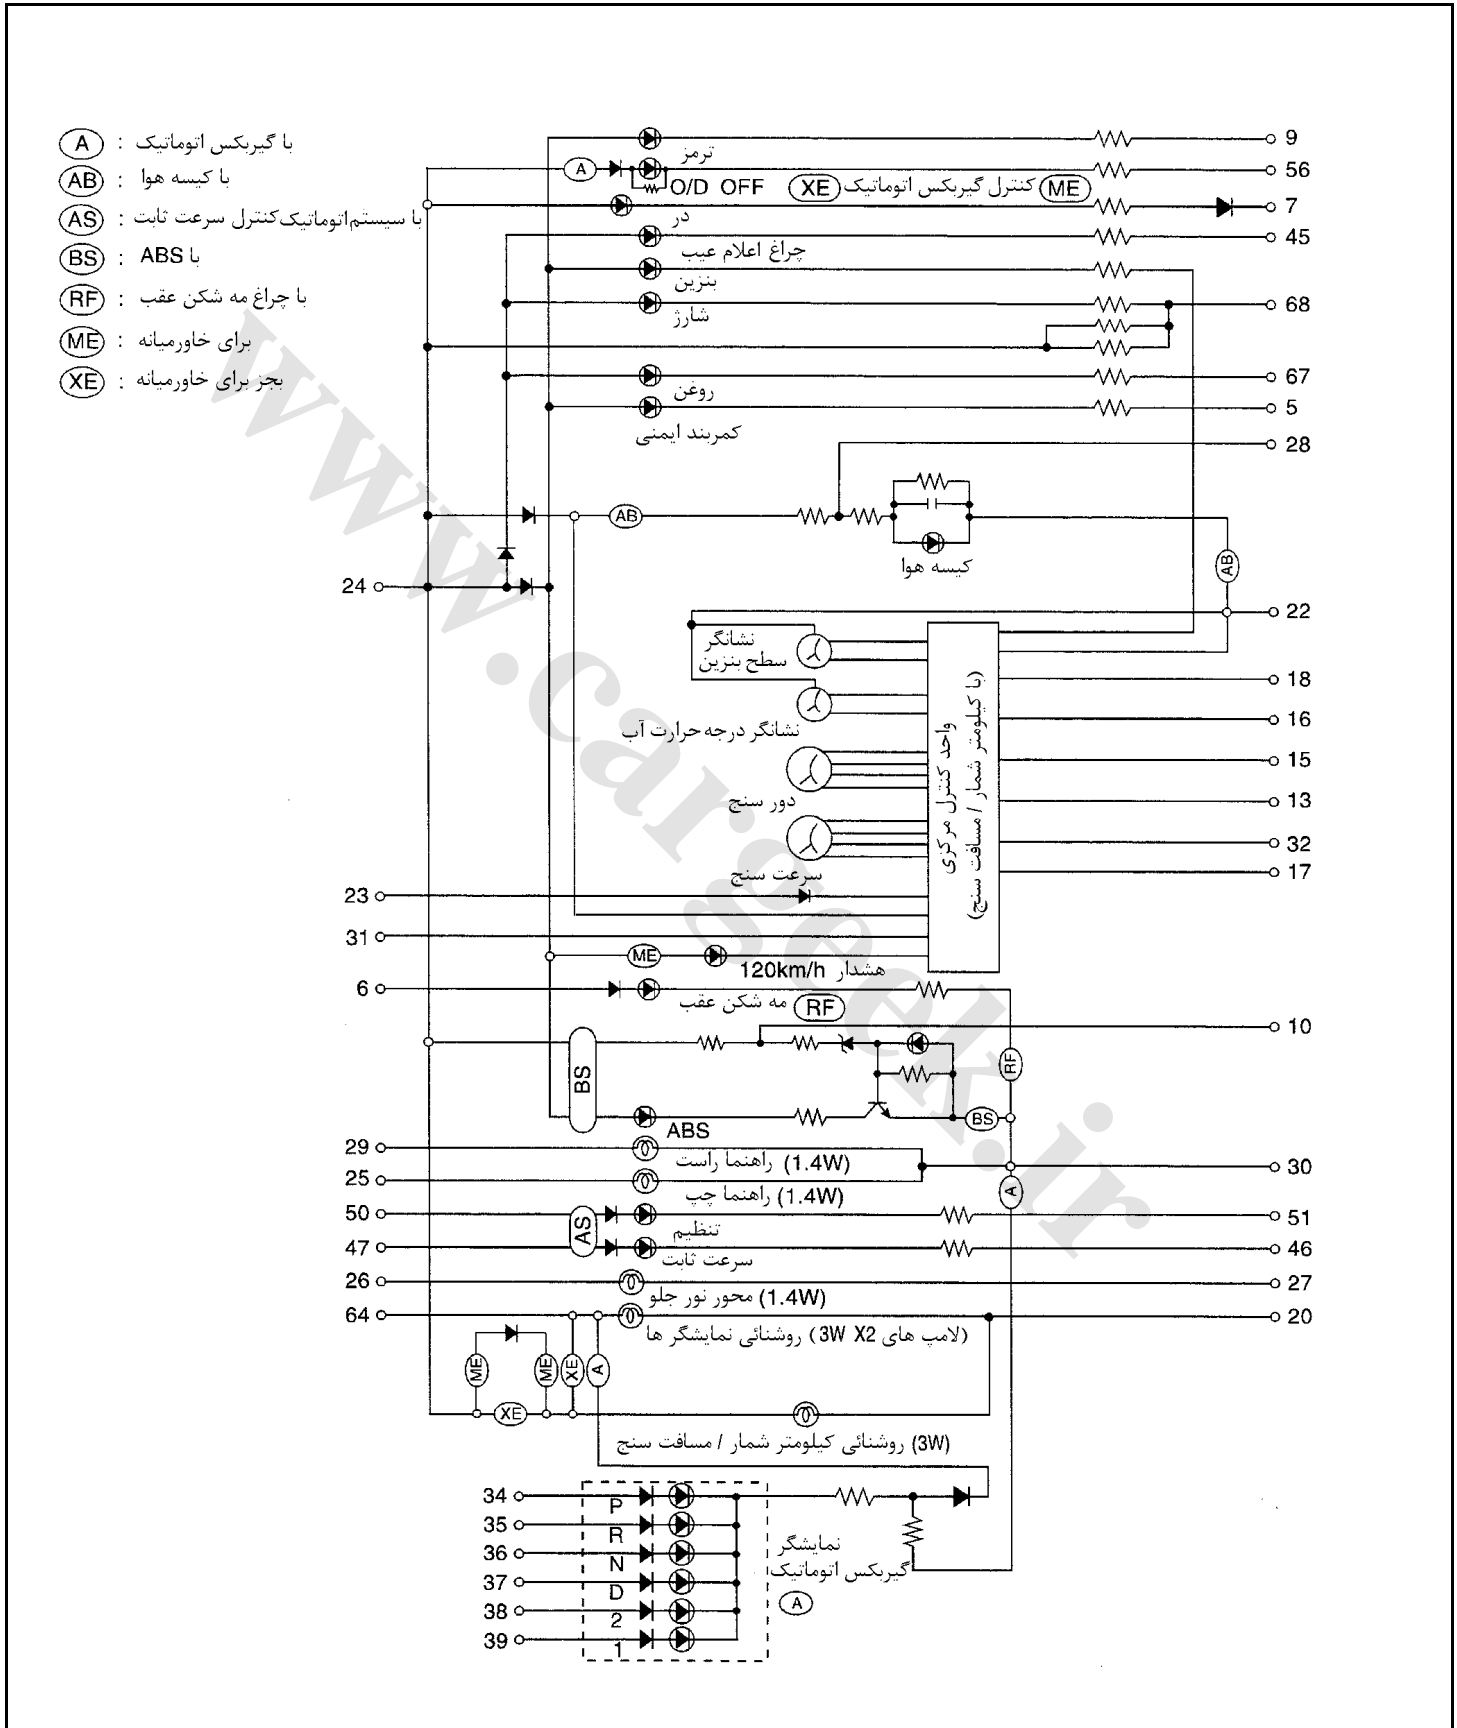 A : با گیربکس اتوماتیک
AB : با کیسه هوا
AS : با سیستم اتوماتیک کنترل سرعت ثابت
BS : با ABS
RF : با چراغ مه شکن عقب
ME : برای خاورمیانه
XE : بجز برای خاورمیانه
9
ترمز
A
56
O/D OFF
XE کنترل گیربکس اتوماتیک ME
7
در
45
چراغ اعلام عیب
بنزین
68
شارژ
67
روغن
5
کمربند ایمنی
28
AB
کیسه هوا
AB
24
22
نشانگر
سطح بنزین
18
16
نشانگر درجه حرارت آب
15
دور سنج
13
32
17
سرعت سنج
واحد کنترل مرکزی
(با کیلومتر شمار / مسافت سنج)
23
31
ME
هشدار 120km/h
6
مه شکن عقب RF
10
BS
RF
ABS
BS
29
راهنما راست (1.4W)
30
25
راهنما چپ (1.4W)
A
50
AS
تنظیم
51
47
سرعت ثابت
46
26
محور نور جلو (1.4W)
27
64
روشنائی نمایشگر ها (لامپ های 3W X2)
20
ME
ME
XE
A
XE
روشنائی کیلومتر شمار / مسافت سنج (3W)
34
P
35
R
36
N
37
D
38
2
39
1
نمایشگر
گیربکس اتوماتیک
A
www.cargeek.ir